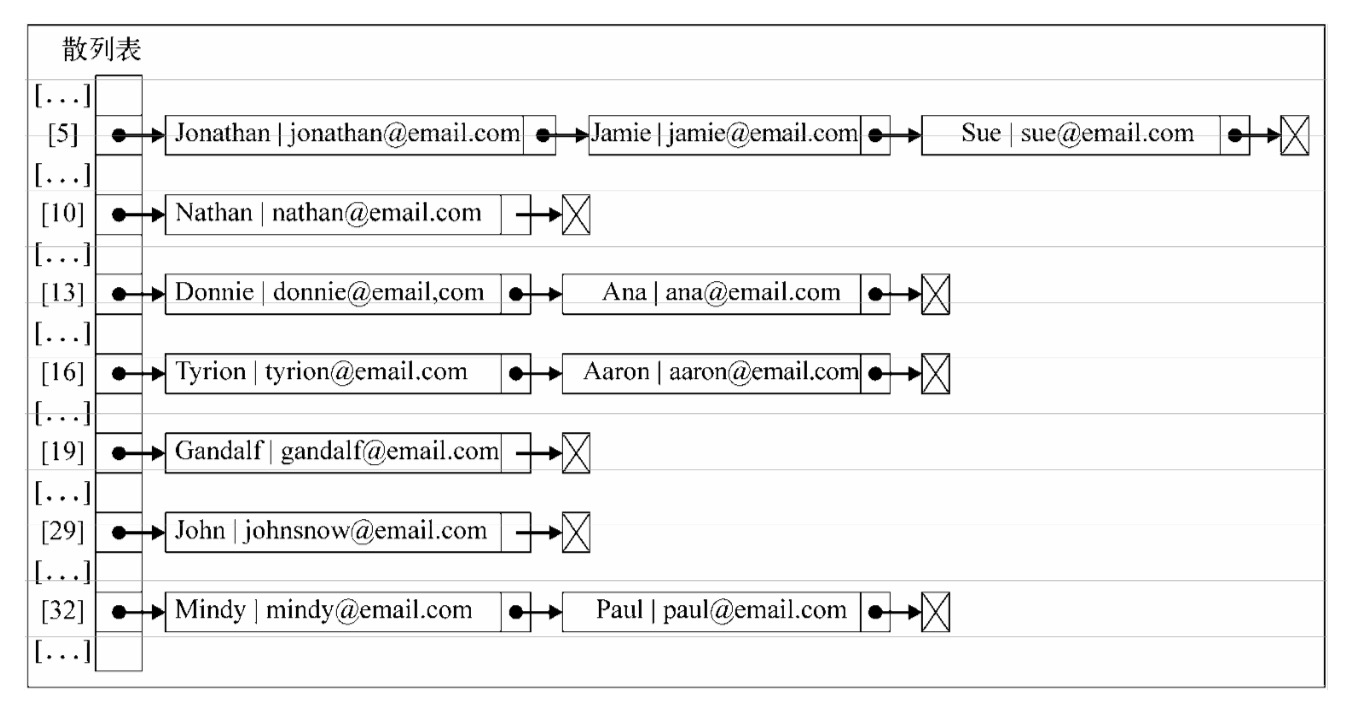 散列表
[...]
[5] Jonathan | jonathan@email.com Jamie | jamie@email.com Sue | sue@email.com
[...]
[10] Nathan | nathan@email.com
[...]
[13] Donnie | donnie@email,com Ana | ana@email.com
[...]
[16] Tyrion | tyrion@email.com Aaron | aaron@email.com
[...]
[19] Gandalf | gandalf@email.com
[...]
[29] John | johnsnow@email.com
[...]
[32] Mindy | mindy@email.com Paul | paul@email.com
[...]